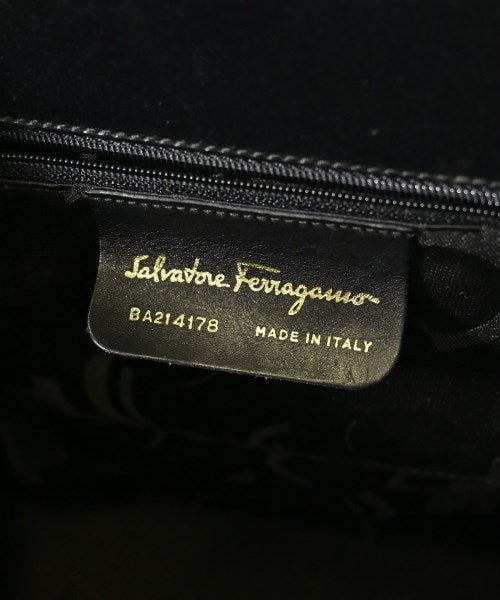 Salvatore Ferragamo
BA214178 MADE IN ITALY